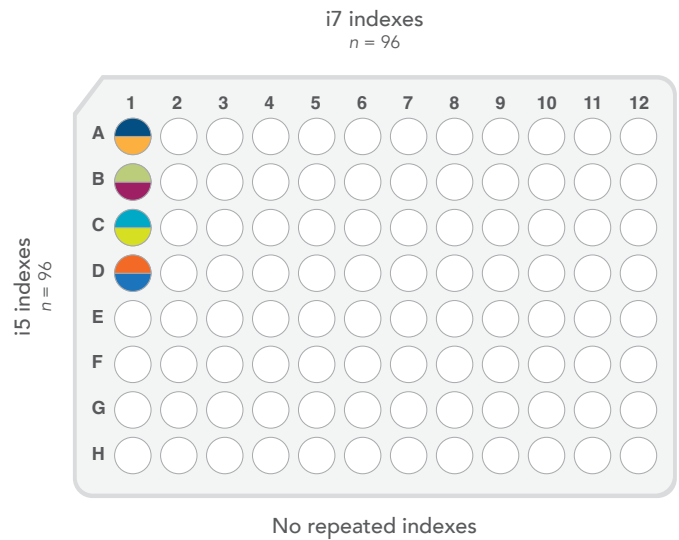 i7 indexes
n = 96
1 2 3 4 5 6 7 8 9 10 11 12
A
B
C
D
E
F
G
H
i5 indexes
n = 96
No repeated indexes